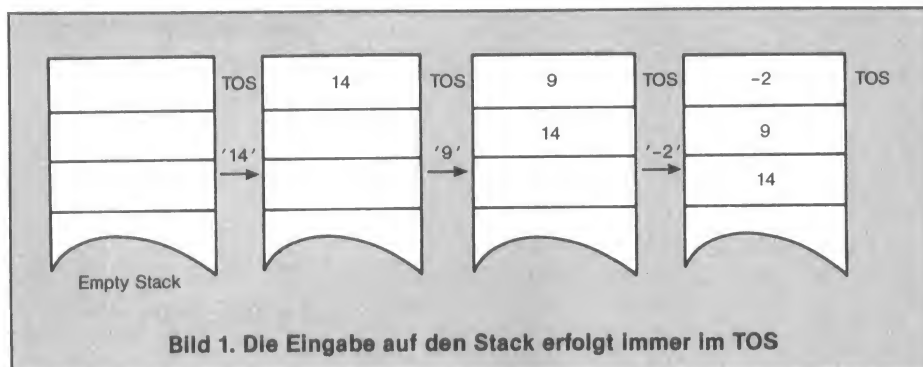 TOS 14 TOS 9 TOS -2 TOS
14 9
'14' '9' '-2'
14
Empty Stack
Bild 1. Die Eingabe auf den Stack erfolgt immer im TOS